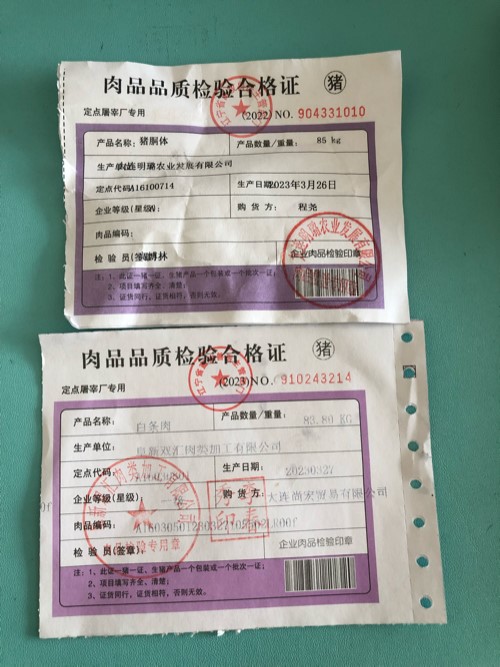 肉品品质检验合格证 猪
定点屠宰厂专用 (2022) NO. 904331010
产品名称: 猪胴体 产品数量/重量: 85 kg
生产单位 大连明璐农业发展有限公司
定点代码 A16100714 生产日期 2023年3月26日
企业等级(星级) 购 货 方: 程尧
肉品编码:
检 验 员(签章) 林 企业肉品检验印章
注: 1、此证一猪一证, 生猪产品一个包装或一个批次一证;
2、项目填写齐全、清楚;
3、证货同行, 证货相符, 否则无效。
肉品品质检验合格证 猪
定点屠宰厂专用 (2023) NO. 910243214
产品名称: 白条肉 产品数量/重量: 83.80 KG
生产单位: 阜新双汇肉类加工有限公司
定点代码: 生产日期: 20230327
企业等级(星级): 购 货 方: 大连尚宏贸易有限公司
肉品编码:
检 验 员(签章): 企业肉品检验印章
注: 1、此证一猪一证, 生猪产品一个包装或一个批次一证;
2、项目填写齐全、清楚;
3、证货同行, 证货相符, 否则无效。